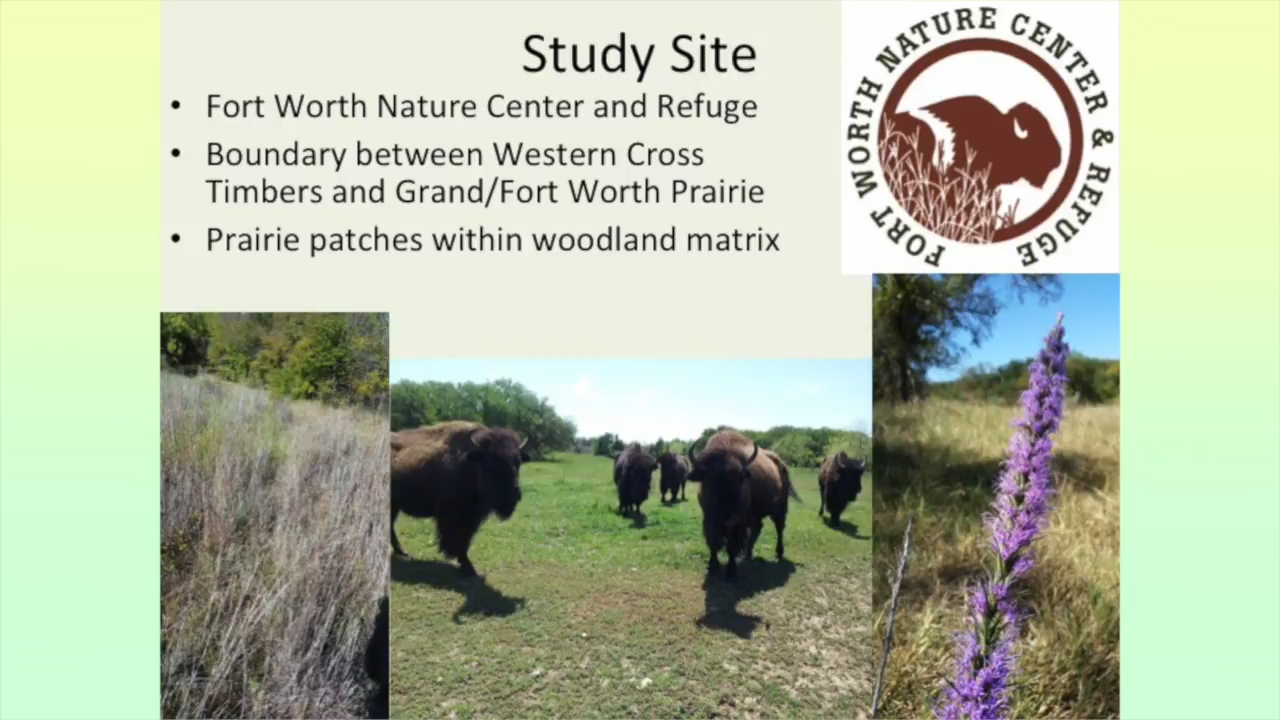 Study Site
• Fort Worth Nature Center and Refuge
• Boundary between Western Cross
Timbers and Grand/Fort Worth Prairie
• Prairie patches within woodland matrix
FORT WORTH NATURE CENTER & REFUGE